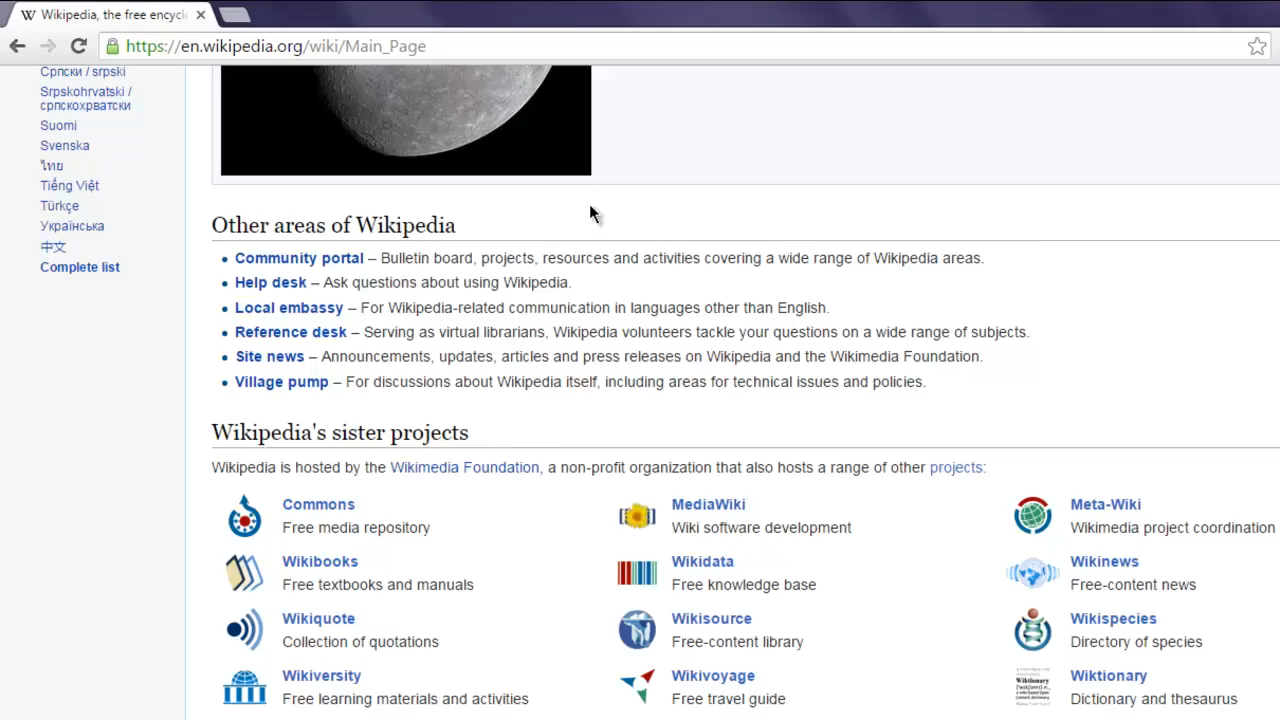 Wikipedia, the free encyclc
https://en.wikipedia.org/wiki/Main_Page
Српски / srpski
Srpskohrvatski /
српскохрватски
Suomi
Svenska
ไทย
Tiếng Việt
Türkçe
Українська
中文
Complete list
Other areas of Wikipedia
Community portal – Bulletin board, projects, resources and activities covering a wide range of Wikipedia areas.
Help desk – Ask questions about using Wikipedia.
Local embassy – For Wikipedia-related communication in languages other than English.
Reference desk – Serving as virtual librarians, Wikipedia volunteers tackle your questions on a wide range of subjects.
Site news – Announcements, updates, articles and press releases on Wikipedia and the Wikimedia Foundation.
Village pump – For discussions about Wikipedia itself, including areas for technical issues and policies.
Wikipedia's sister projects
Wikipedia is hosted by the Wikimedia Foundation, a non-profit organization that also hosts a range of other projects:
Commons
Free media repository
MediaWiki
Wiki software development
Meta-Wiki
Wikimedia project coordination
Wikibooks
Free textbooks and manuals
Wikidata
Free knowledge base
Wikinews
Free-content news
Wikiquote
Collection of quotations
Wikisource
Free-content library
Wikispecies
Directory of species
Wikiversity
Free learning materials and activities
Wikivoyage
Free travel guide
Wiktionary
Dictionary and thesaurus